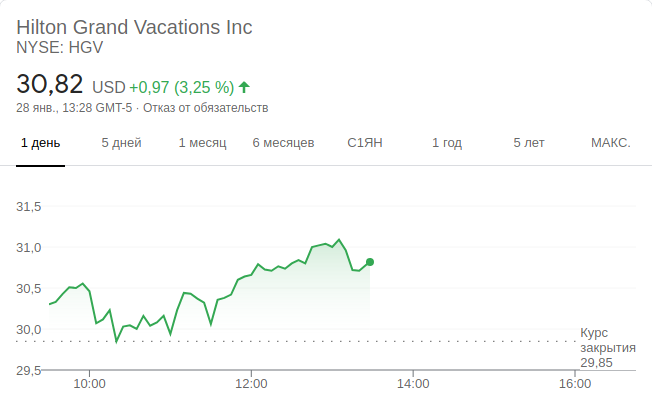 Hilton Grand Vacations Inc
NYSE: HGV
30,82 USD +0,97 (3,25 %)
28 янв., 13:28 GMT-5 · Отказ от обязательств
1 день 5 дней 1 месяц 6 месяцев С1ЯН 1 год 5 лет МАКС.
31,5
31,0
30,5
30,0
Курс
закрытия
29,85
29,5
10:00 12:00 14:00 16:00